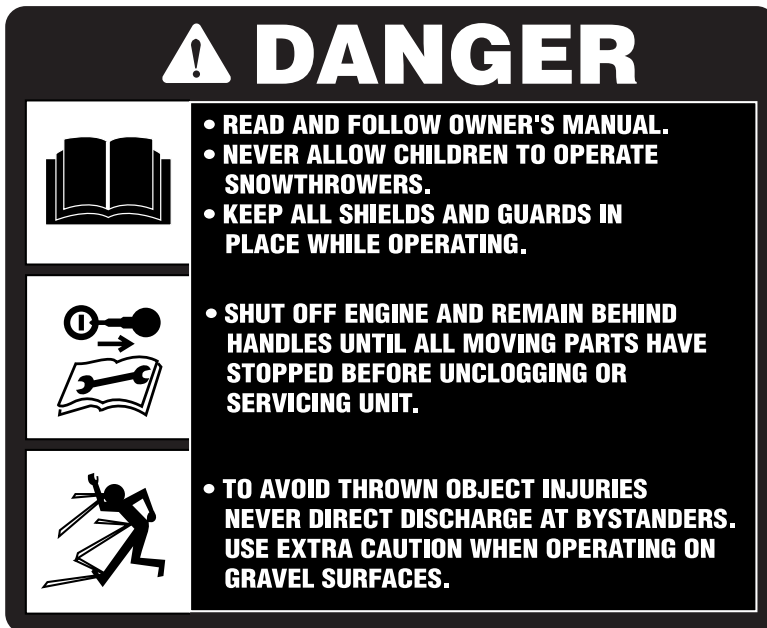 DANGER
• READ AND FOLLOW OWNER'S MANUAL.
• NEVER ALLOW CHILDREN TO OPERATE
SNOWTHROWERS.
• KEEP ALL SHIELDS AND GUARDS IN
PLACE WHILE OPERATING.
• SHUT OFF ENGINE AND REMAIN BEHIND
HANDLES UNTIL ALL MOVING PARTS HAVE
STOPPED BEFORE UNCLOGGING OR
SERVICING UNIT.
• TO AVOID THROWN OBJECT INJURIES
NEVER DIRECT DISCHARGE AT BYSTANDERS.
USE EXTRA CAUTION WHEN OPERATING ON
GRAVEL SURFACES.